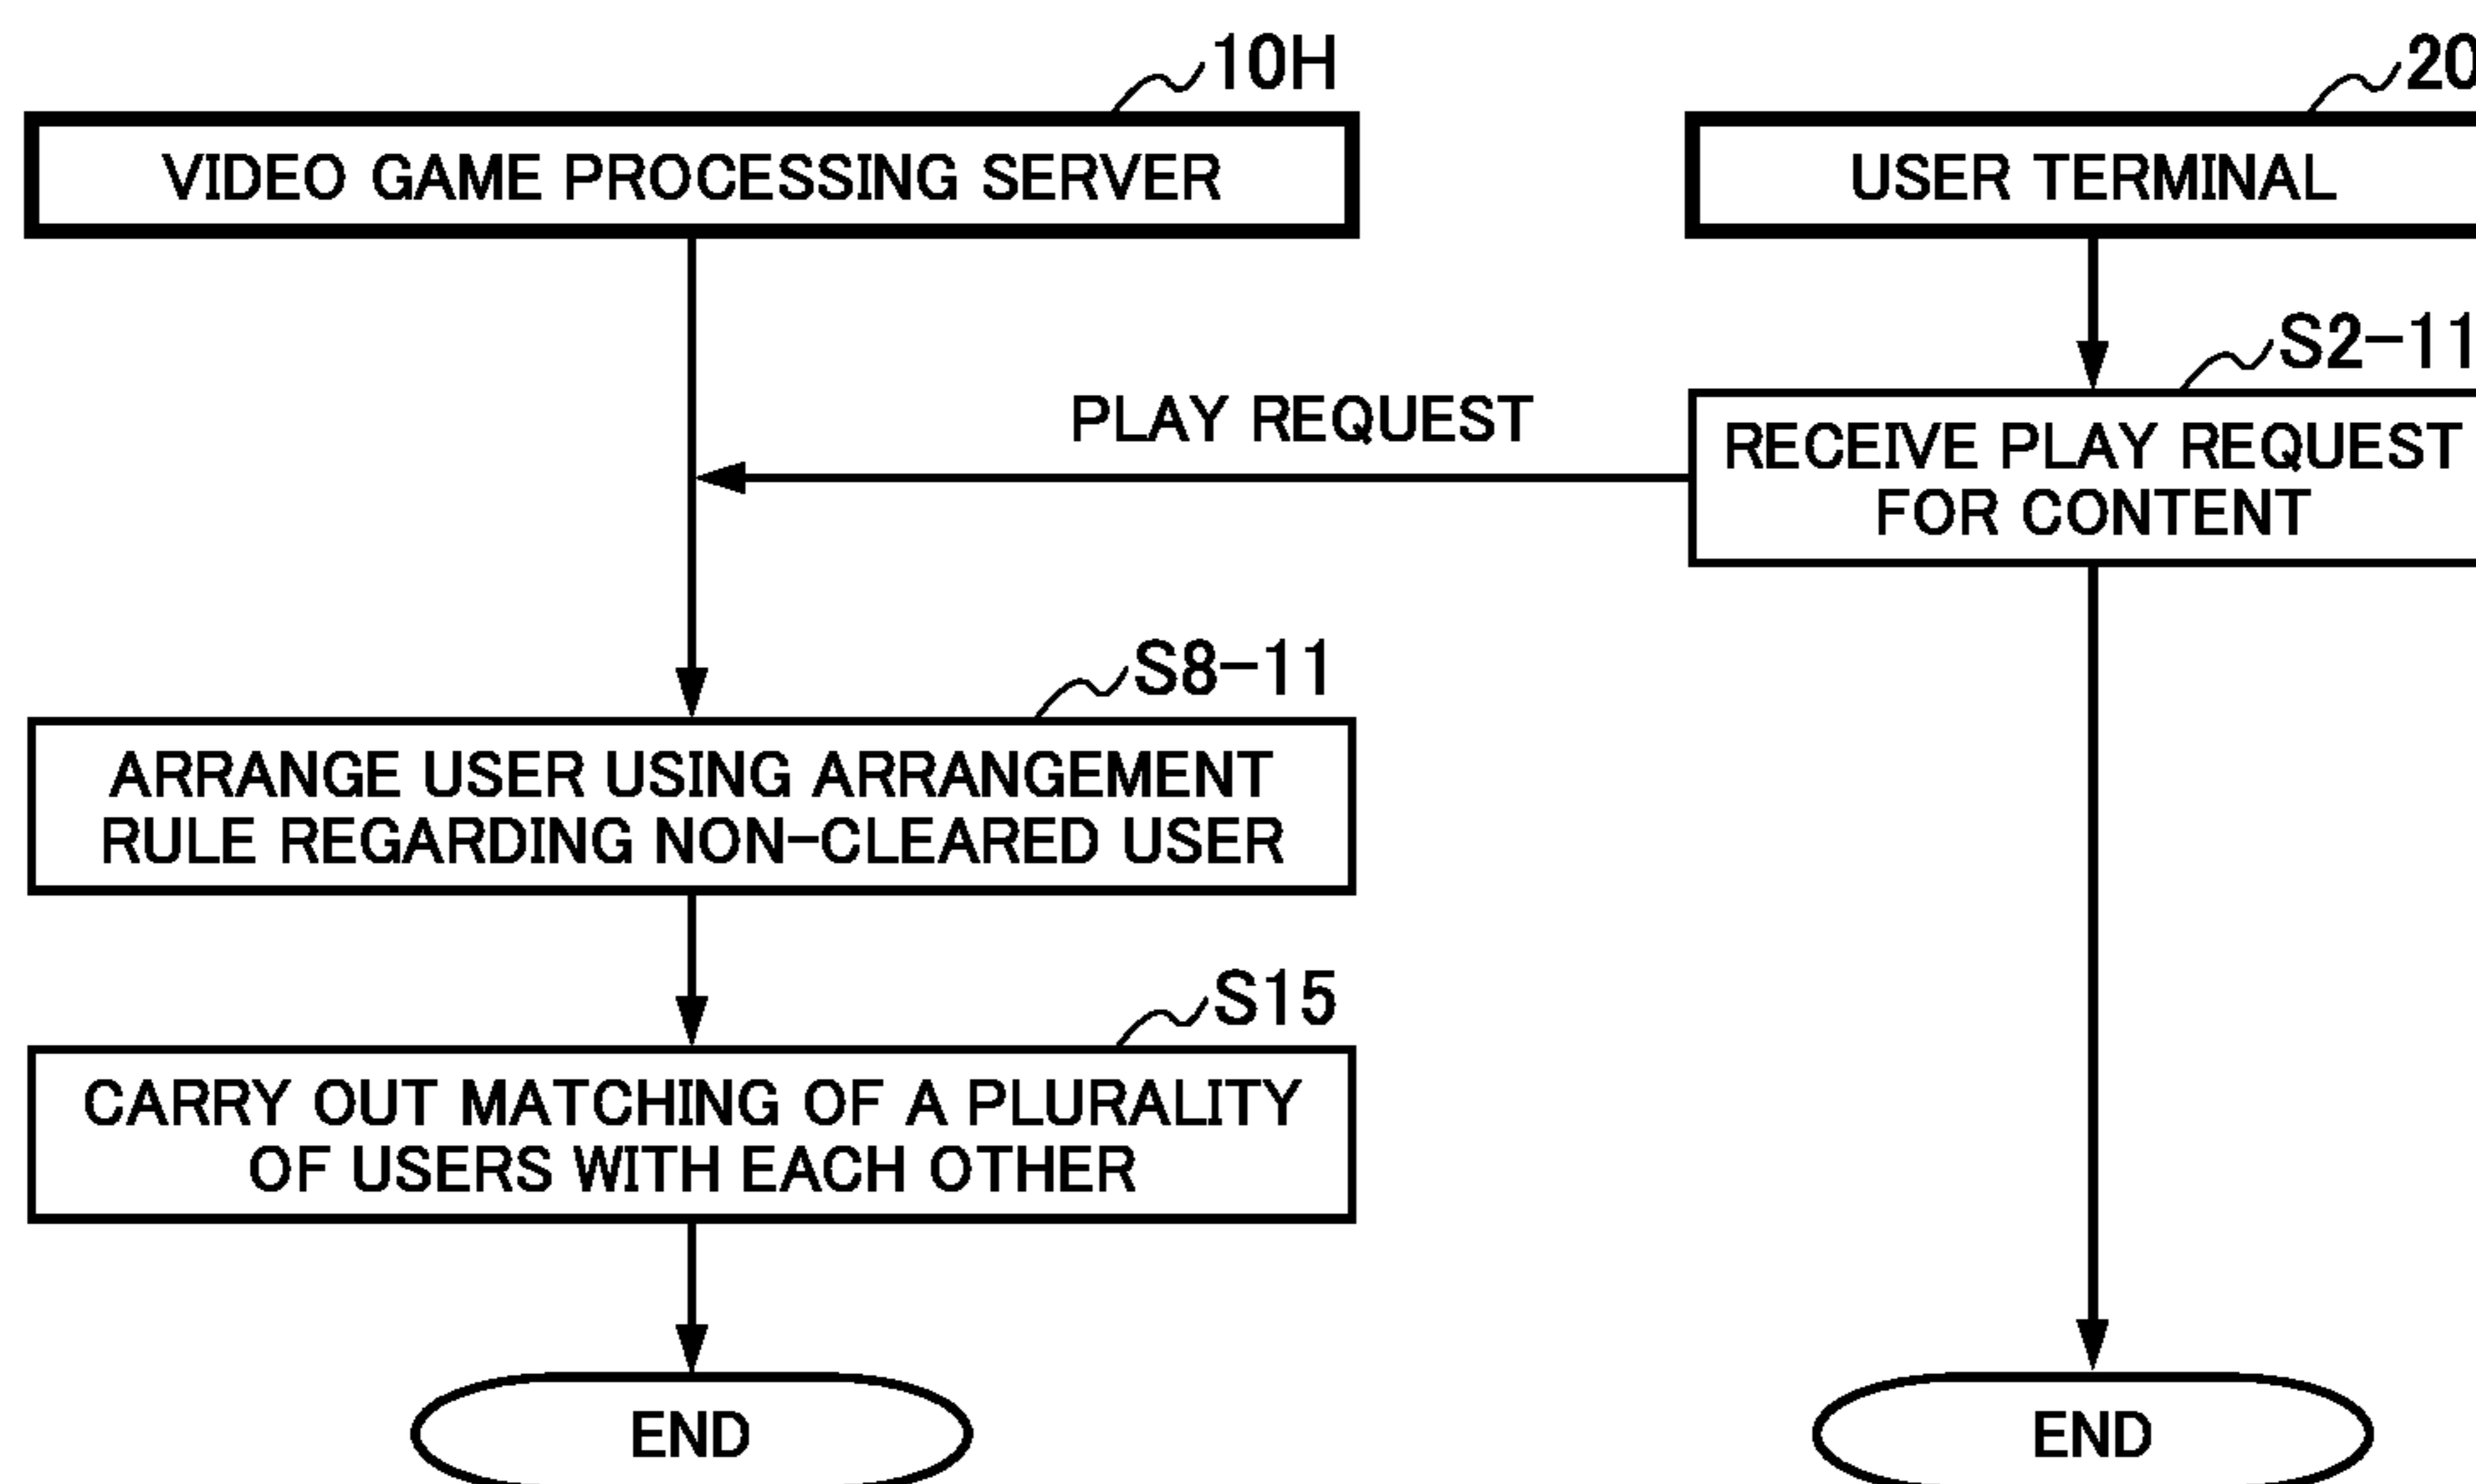 10H
VIDEO GAME PROCESSING SERVER
20
USER TERMINAL
S2-11
PLAY REQUEST
RECEIVE PLAY REQUEST
FOR CONTENT
S8-11
ARRANGE USER USING ARRANGEMENT
RULE REGARDING NON-CLEARED USER
S15
CARRY OUT MATCHING OF A PLURALITY
OF USERS WITH EACH OTHER
END
END